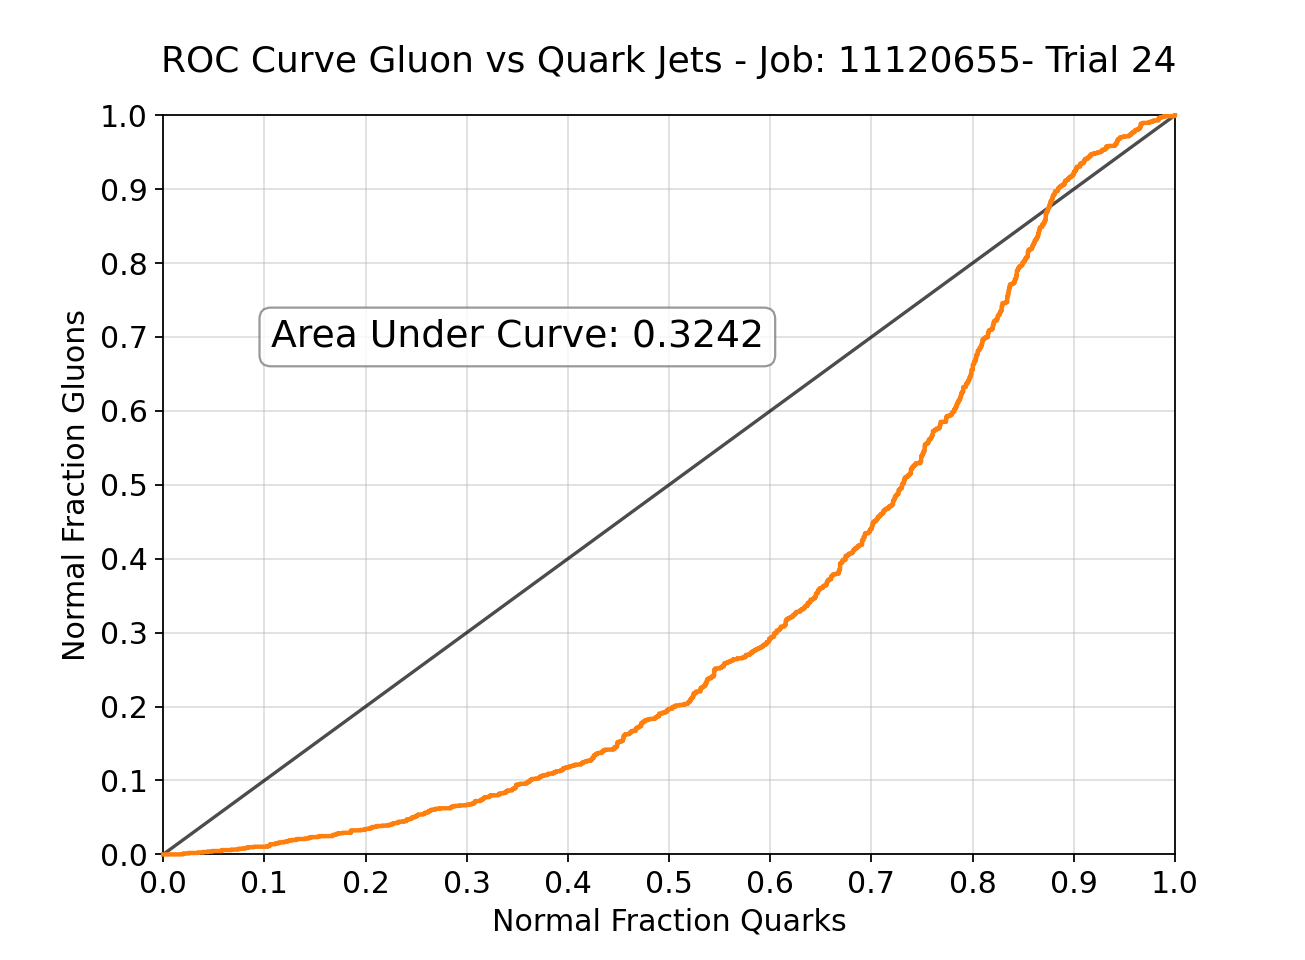 ROC Curve Gluon vs Quark Jets - Job: 11120655- Trial 24
1.0
0.9
0.8
0.7
0.6
0.5
0.4
0.3
0.2
0.1
0.0
Normal Fraction Gluons
Area Under Curve: 0.3242
0.0 0.1 0.2 0.3 0.4 0.5 0.6 0.7 0.8 0.9 1.0
Normal Fraction Quarks